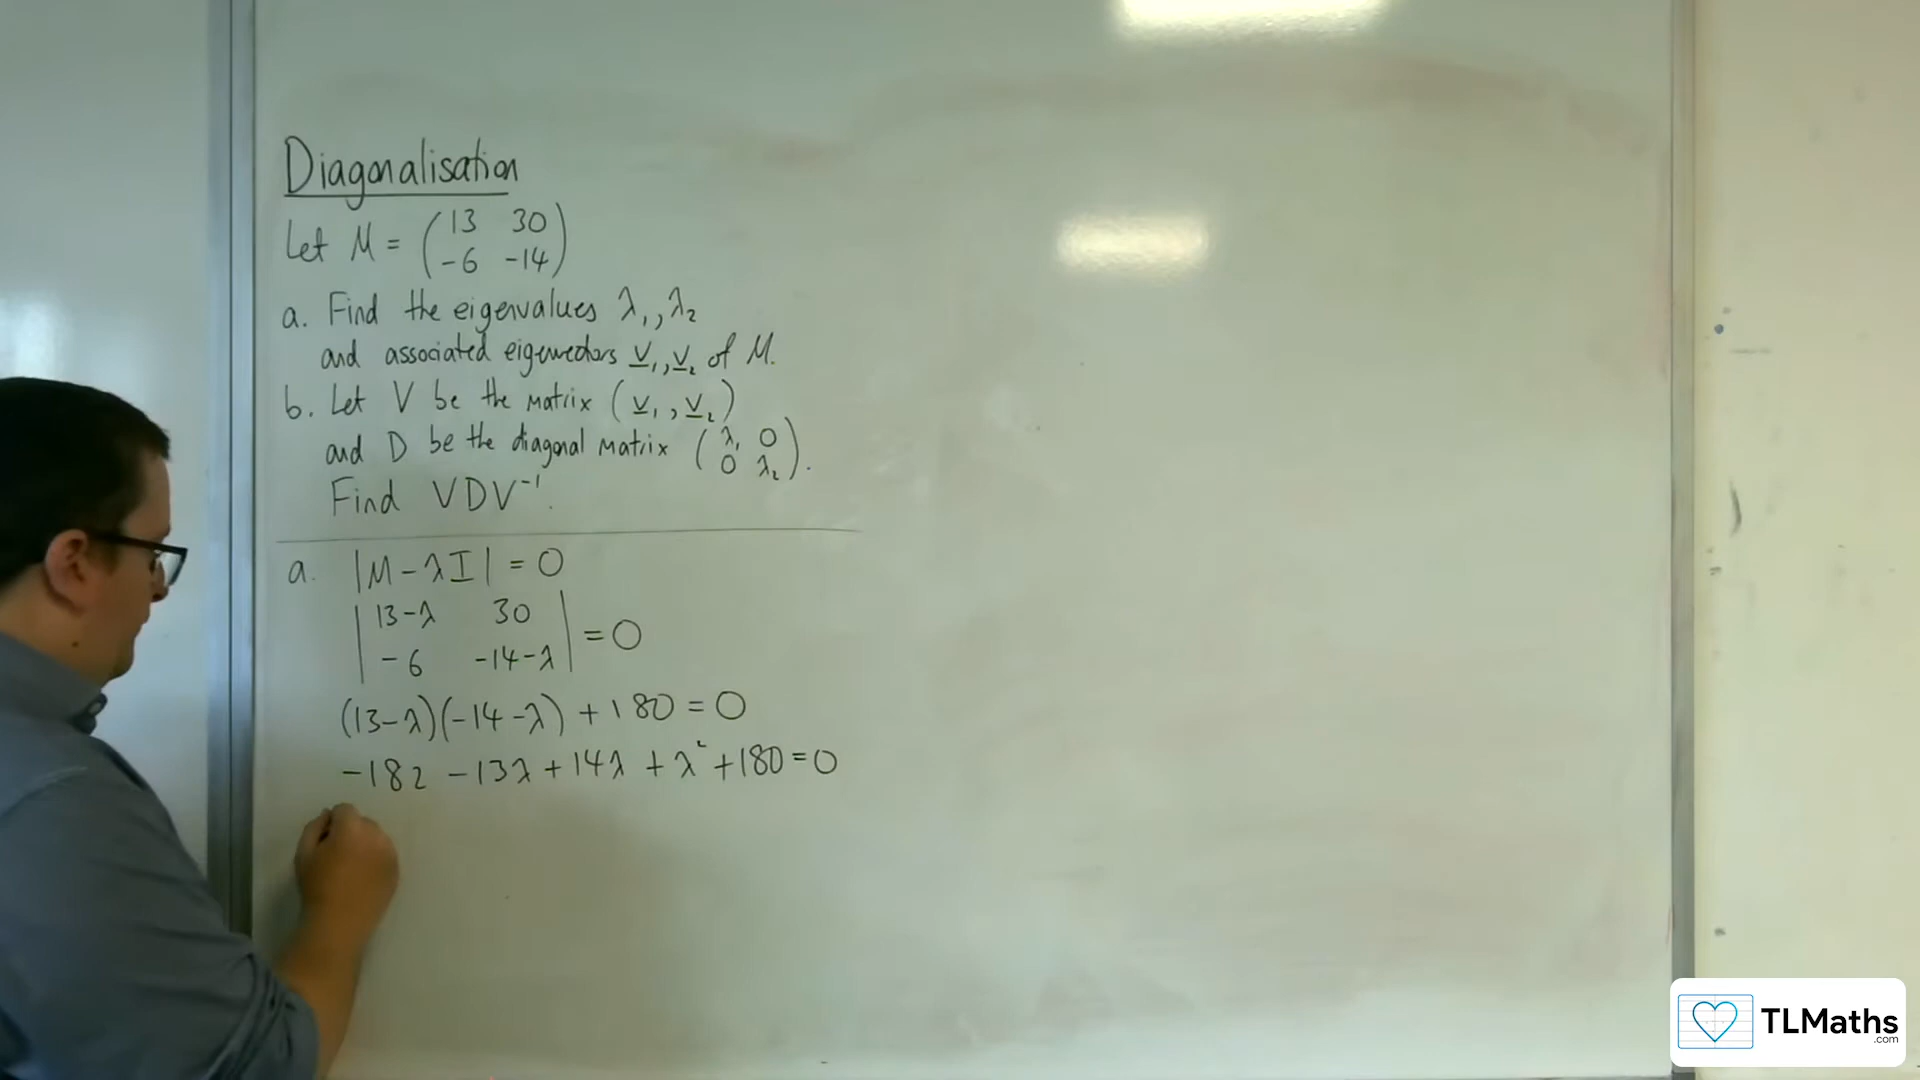 Diagonalisation
Let M = ( 13 30
-6 -14 )
a. Find the eigenvalues λ₁, λ₂
and associated eigenvectors v₁, v₂ of M.
b. Let V be the matrix (v₁, v₂)
and D be the diagonal matrix ( λ₁ 0
0 λ₂ ).
Find VDV⁻¹.
a. |M - λI| = 0
| 13-λ 30
-6 -14-λ | = 0
(13-λ)(-14-λ) + 180 = 0
-182 - 13λ + 14λ + λ² + 180 = 0
TLMaths
.com